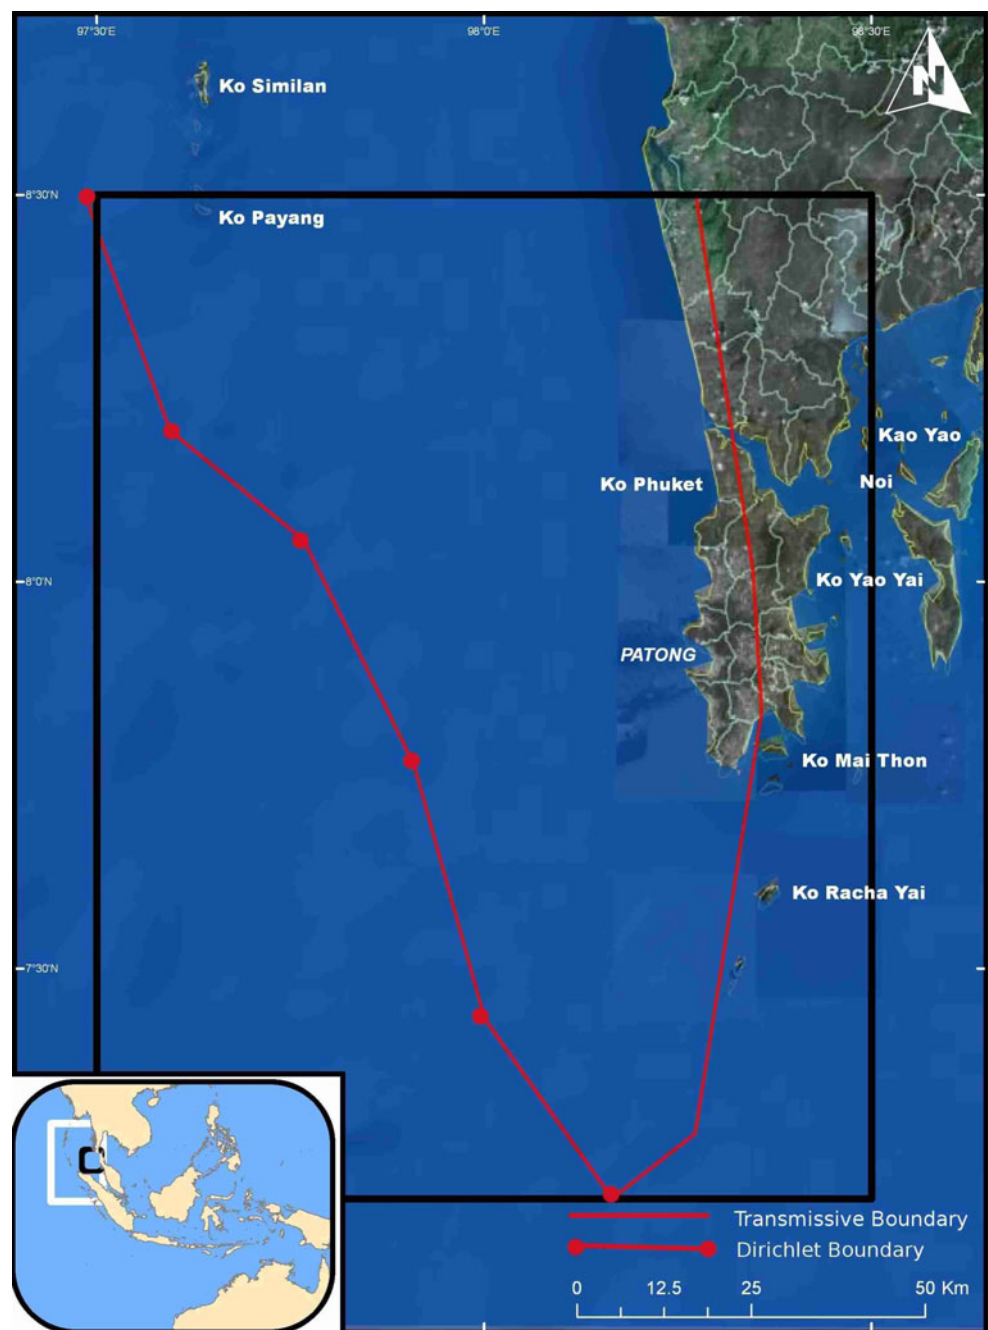 97°30'E
98°0'E
98°30'E
N
Ko Similan
8°30'N
Ko Payang
Kao Yao
Noi
Ko Phuket
8°0'N
Ko Yao Yai
PATONG
Ko Mai Thon
Ko Racha Yai
7°30'N
Transmissive Boundary
Dirichlet Boundary
0 12.5 25 50 Km